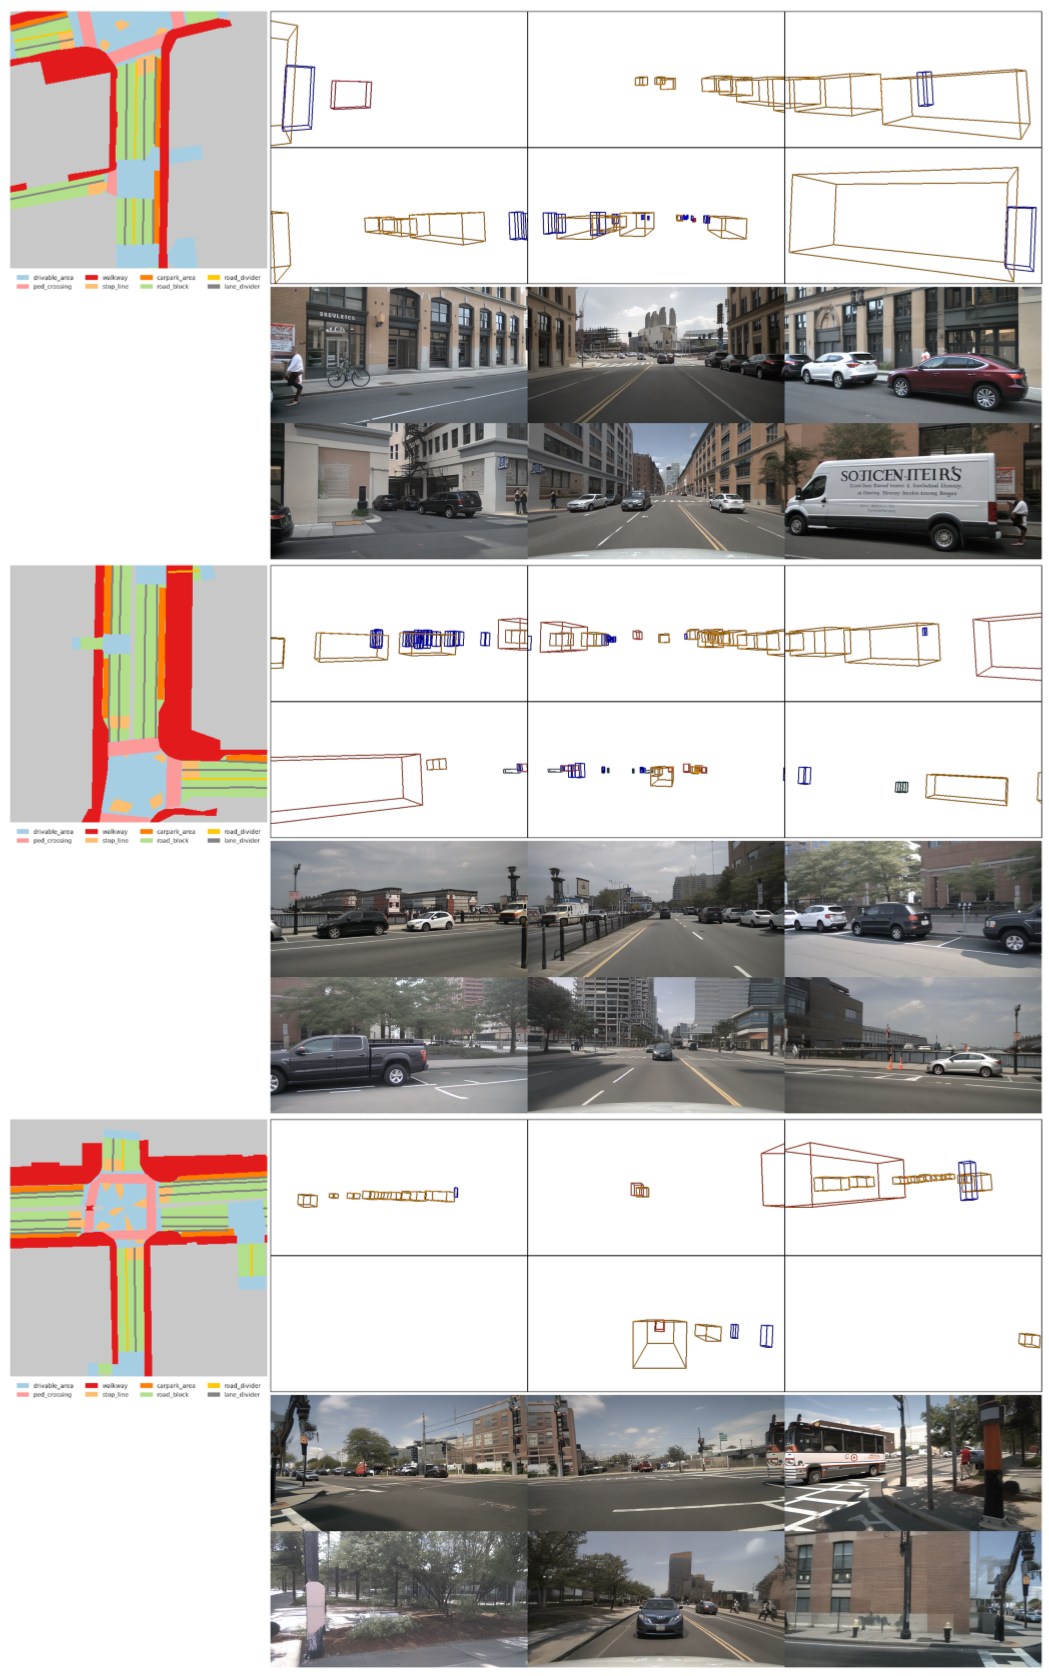 drivable_area
walkway
carpark_area
road_divider
ped_crossing
stop_line
road_block
lane_divider
SOJICEN-ITEIRS
drivable_area
walkway
carpark_area
road_divider
ped_crossing
stop_line
road_block
lane_divider
drivable_area
walkway
carpark_area
road_divider
ped_crossing
stop_line
road_block
lane_divider